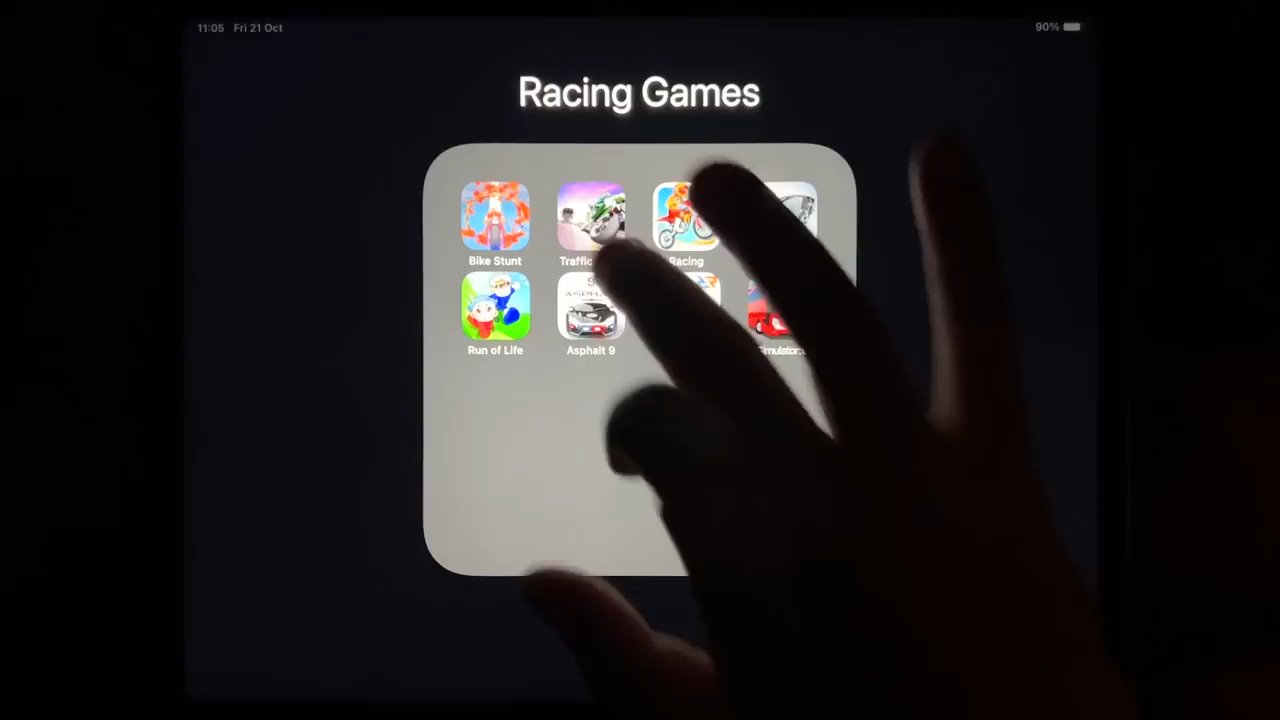 11:05 Fri 21 Oct
90%
Racing Games
Bike Stunt
Traffic
Racing
Run of Life
Asphalt 9
Simulator: